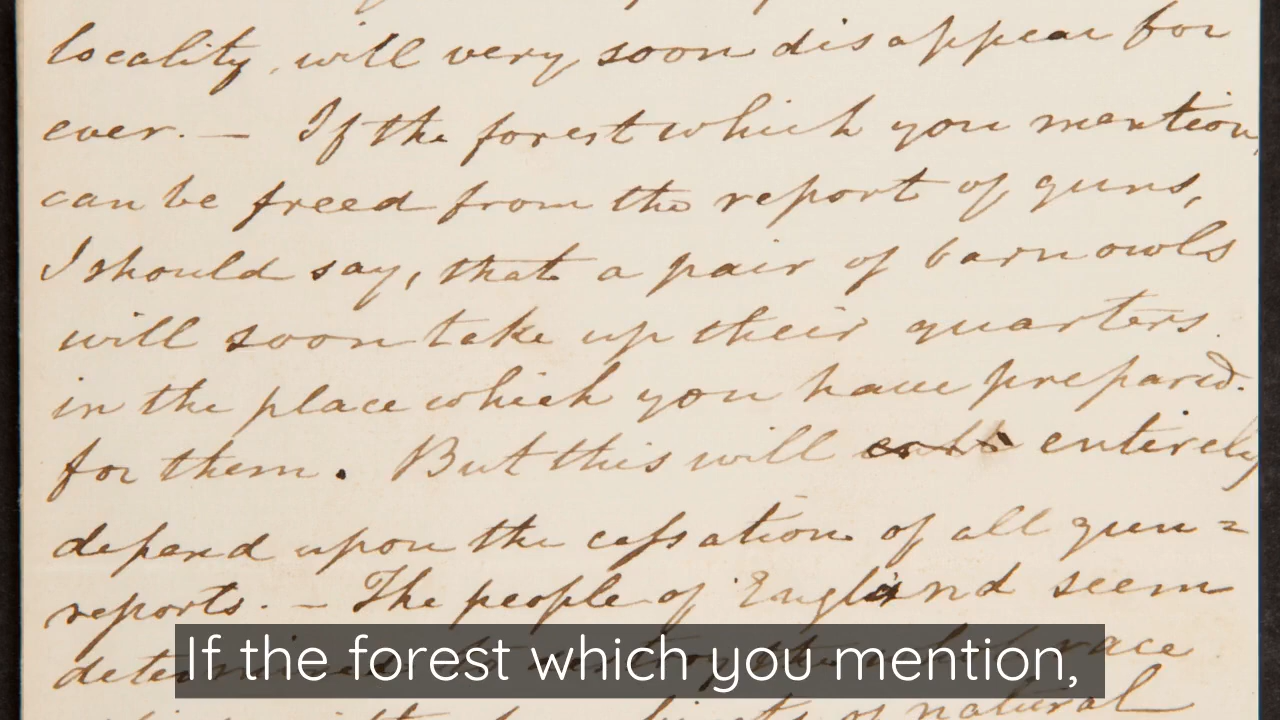 locality, will very soon disappear for
ever. — If the forest which you mention,
can be freed from the report of guns,
I should say, that a pair of barn owls
will soon take up their quarters
in the place which you have prepared.
for them. But this will entirely
depend upon the cessation of all gun=
reports. — The people of England seem
race
of natural
If the forest which you mention,